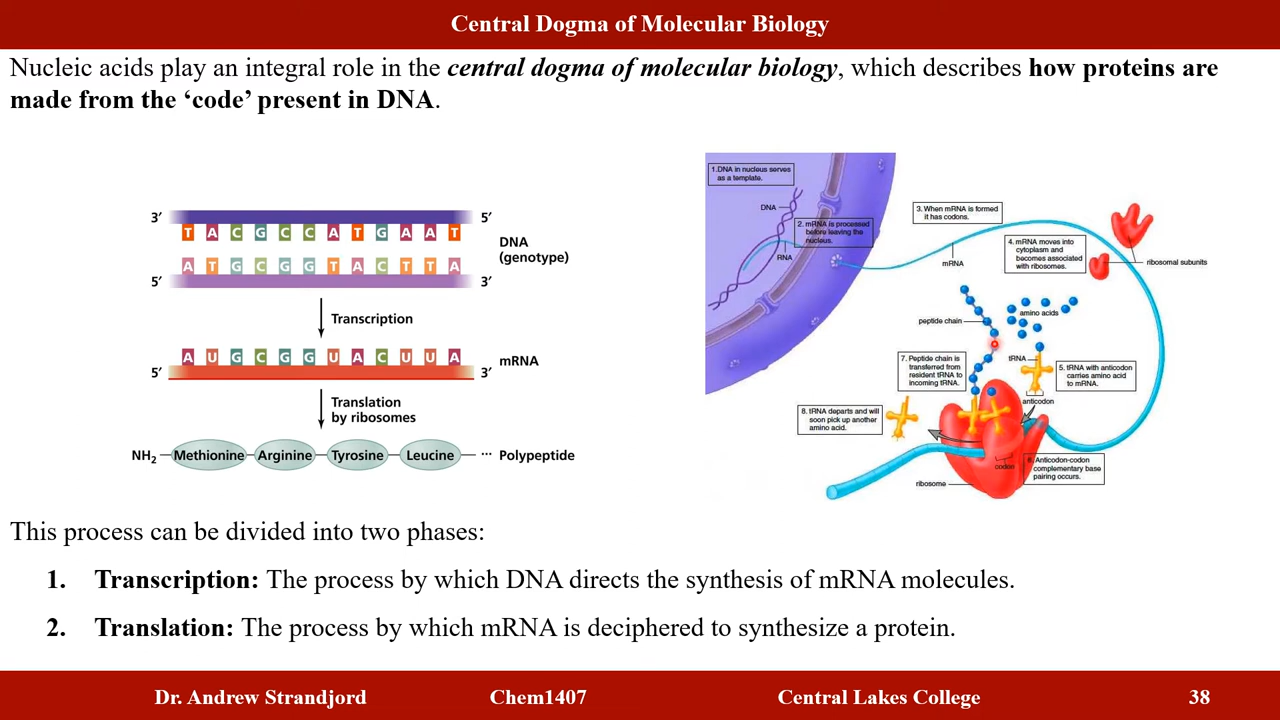 Central Dogma of Molecular Biology
Nucleic acids play an integral role in the central dogma of molecular biology, which describes how proteins are
made from the ‘code’ present in DNA.
3′ 5′
T A C G C C A T G A A T
DNA
(genotype)
A T G C G G T A C T T A
5′ 3′
Transcription
A U G C G G U A C U U A
mRNA
5′ 3′
Translation
by ribosomes
NH2 Methionine Arginine Tyrosine Leucine ··· Polypeptide
1.DNA in nucleus serves
as a template.
DNA
2. mRNA is processed
before leaving the
nucleus.
RNA
3. When mRNA is formed
it has codons.
mRNA
4. mRNA moves into
cytoplasm and
becomes associated
with ribosomes.
ribosomal subunits
amino acids
peptide chain
tRNA
7. Peptide chain is
transferred from
resident tRNA to
incoming tRNA.
5. tRNA with anticodon
carries amino acid
to mRNA.
anticodon
8. tRNA departs and will
soon pick up another
amino acid.
codon
6. Anticodon-codon
complementary base
pairing occurs.
ribosome
This process can be divided into two phases:
1. Transcription: The process by which DNA directs the synthesis of mRNA molecules.
2. Translation: The process by which mRNA is deciphered to synthesize a protein.
Dr. Andrew Strandjord Chem1407 Central Lakes College 38